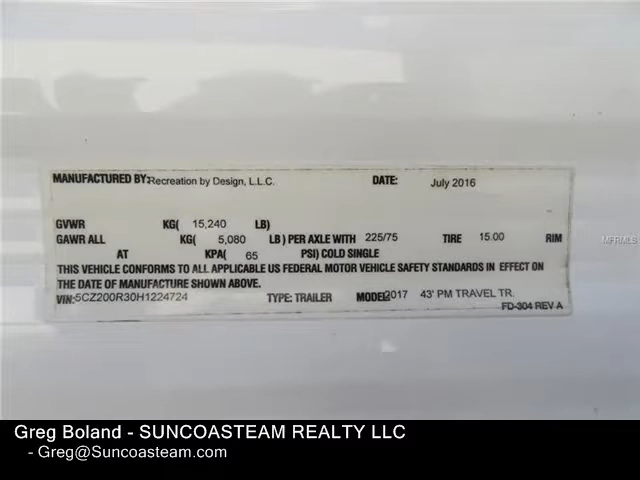 MANUFACTURED BY: Recreation by Design, L.L.C. DATE: July 2016
GVWR KG( 15,240 LB)
GAWR ALL KG( 5,080 LB ) PER AXLE WITH 225/75 TIRE 15.00 RIM
AT KPA( 65 PSI) COLD SINGLE
THIS VEHICLE CONFORMS TO ALL APPLICABLE US FEDERAL MOTOR VEHICLE SAFETY STANDARDS IN EFFECT ON
THE DATE OF MANUFACTURE SHOWN ABOVE.
VIN: 5CZ200R30H1224724 TYPE: TRAILER MODEL: 2017 43' PM TRAVEL TR.
FD-304 REV A
MFRMLS
Greg Boland - SUNCOASTEAM REALTY LLC
- Greg@Suncoasteam.com